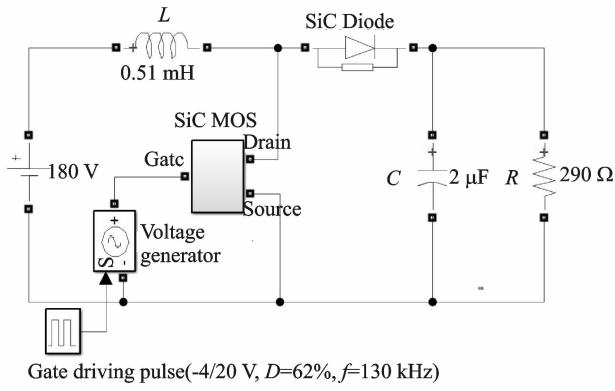 L
SiC Diode
0.51 mH
SiC MOS
Drain
Gate
180 V
Source
C
2 μF
R
290 Ω
+
Voltage
generator
S
-
Gate driving pulse(-4/20 V, D=62%, f=130 kHz)